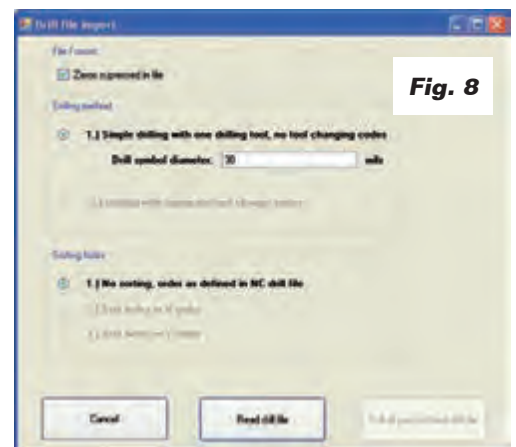 Drill File Import
File Format
Zeros supressed in file
Fig. 8
Drilling method
1.) Simple drilling with one drilling tool, no tool changing codes
Drill symbol diameter: 30 mils
Sorting holes
1.) No sorting, order as defined in NC drill file
Cancel
Read drill file